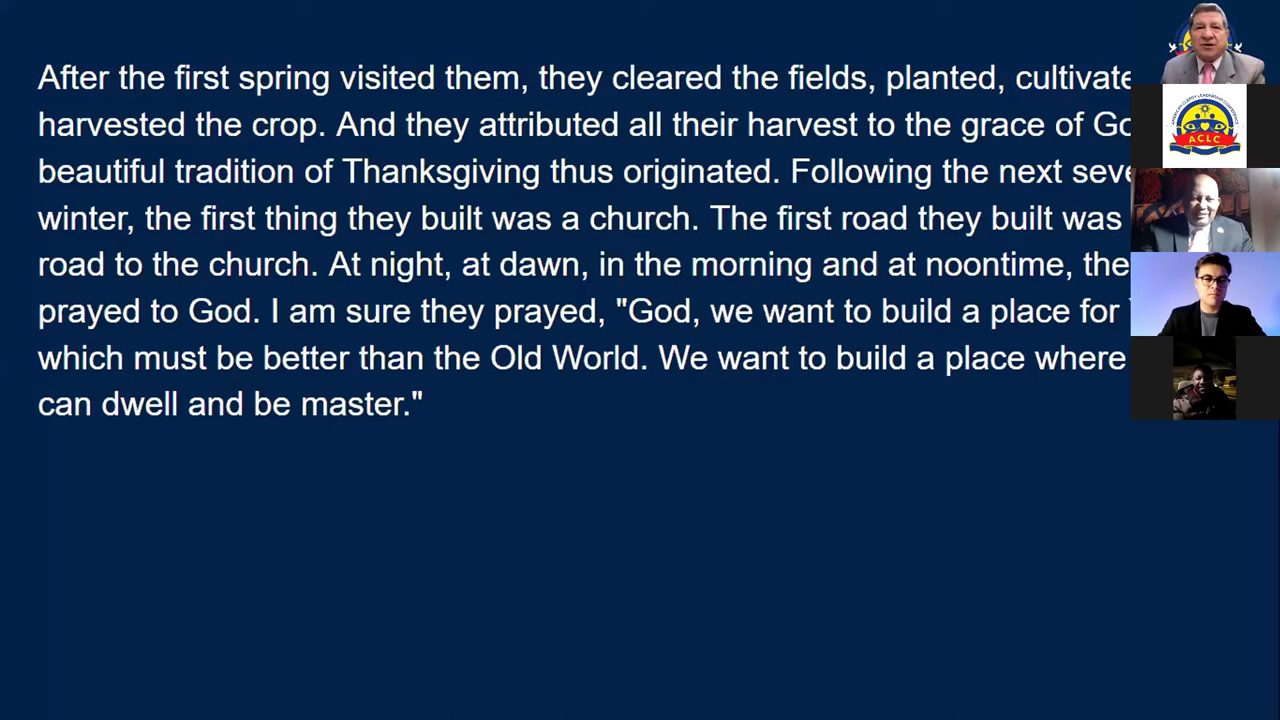 After the first spring visited them, they cleared the fields, planted, cultivate
harvested the crop. And they attributed all their harvest to the grace of Go
beautiful tradition of Thanksgiving thus originated. Following the next seve
winter, the first thing they built was a church. The first road they built was
road to the church. At night, at dawn, in the morning and at noontime, the
prayed to God. I am sure they prayed, "God, we want to build a place for
which must be better than the Old World. We want to build a place where
can dwell and be master."
AMERICAN CLERGY LEADERSHIP CONFERENCE
ACLC